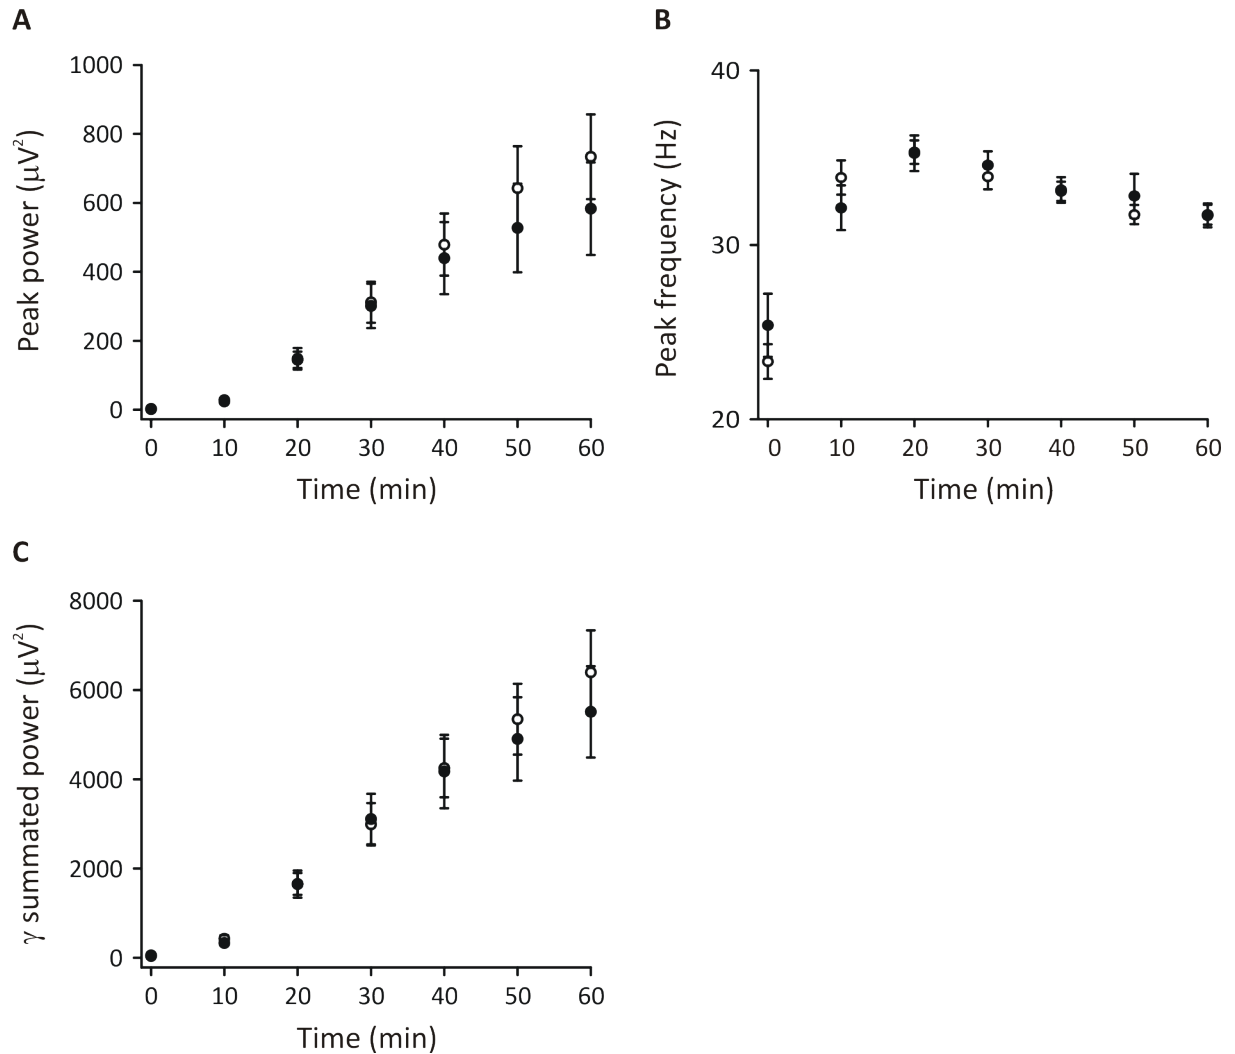 A
1000
800
600
400
200
0
Peak power (μV²)
0 10 20 30 40 50 60
Time (min)
B
40
30
20
Peak frequency (Hz)
0 10 20 30 40 50 60
Time (min)
C
8000
6000
4000
2000
0
γ summated power (μV²)
0 10 20 30 40 50 60
Time (min)